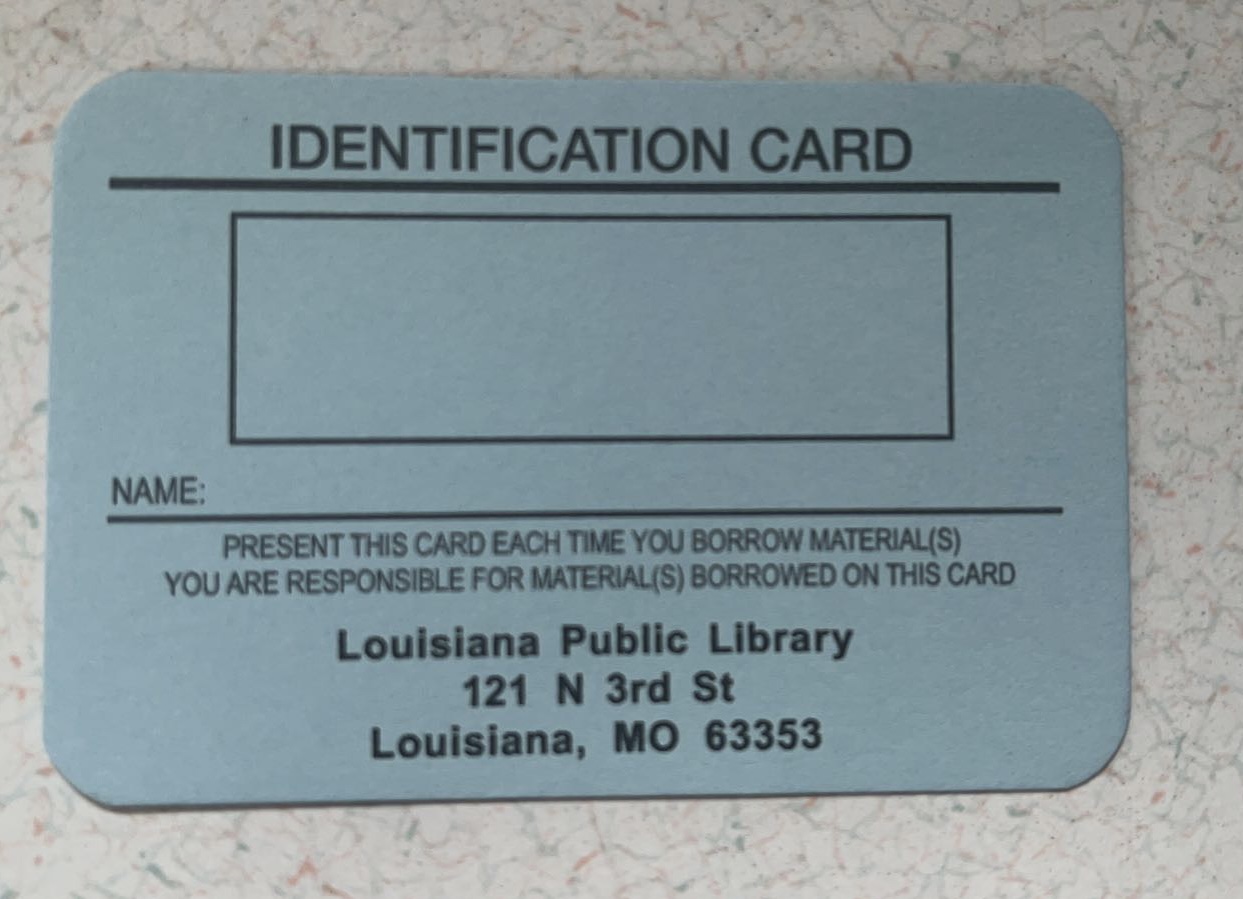 IDENTIFICATION CARD
NAME:
PRESENT THIS CARD EACH TIME YOU BORROW MATERIAL(S)
YOU ARE RESPONSIBLE FOR MATERIAL(S) BORROWED ON THIS CARD
Louisiana Public Library
121 N 3rd St
Louisiana, MO 63353